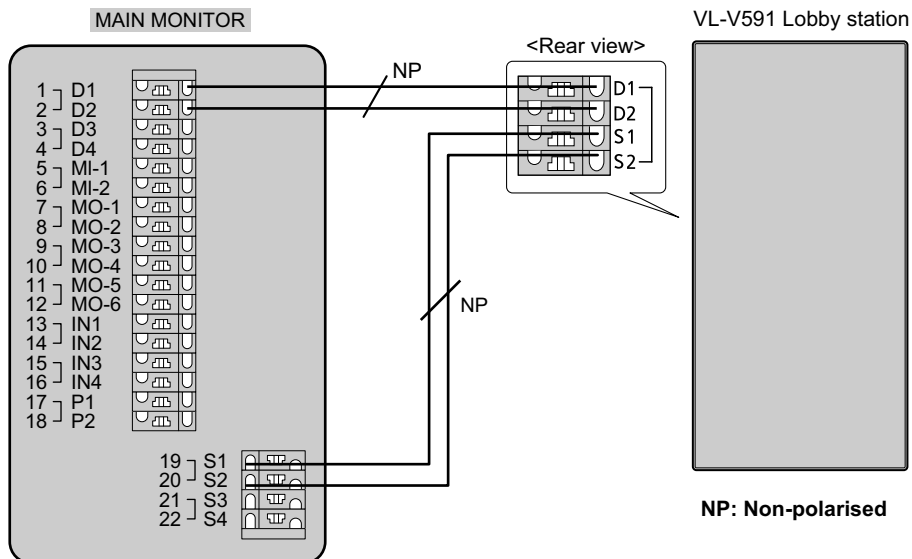 MAIN MONITOR
VL-V591 Lobby station
<Rear view>
NP
1 D1
2 D2
3 D3
4 D4
5 MI-1
6 MI-2
7 MO-1
8 MO-2
9 MO-3
10 MO-4
11 MO-5
12 MO-6
13 IN1
14 IN2
15 IN3
16 IN4
17 P1
18 P2
D1
D2
S1
S2
NP
19 S1
20 S2
21 S3
22 S4
NP: Non-polarised